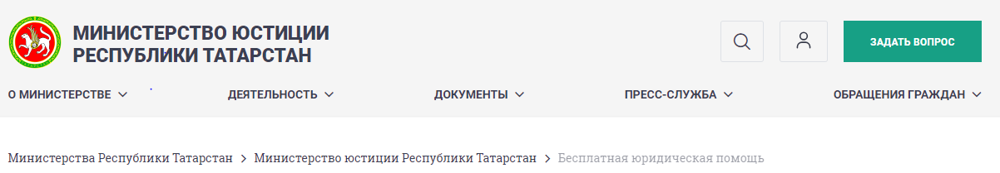 МИНИСТЕРСТВО ЮСТИЦИИ
РЕСПУБЛИКИ ТАТАРСТАН
ЗАДАТЬ ВОПРОС
О МИНИСТЕРСТВЕ ДЕЯТЕЛЬНОСТЬ ДОКУМЕНТЫ ПРЕСС-СЛУЖБА ОБРАЩЕНИЯ ГРАЖДАН
Министерства Республики Татарстан > Министерство юстиции Республики Татарстан > Бесплатная юридическая помощь